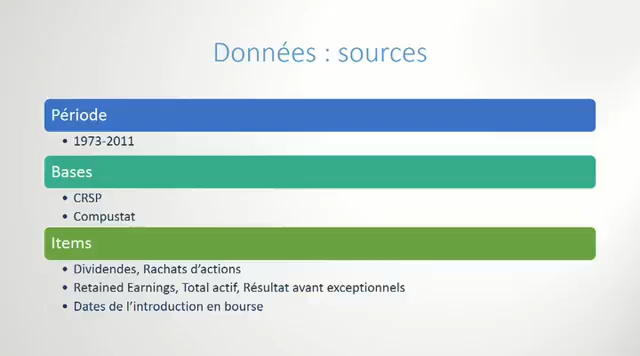 Données : sources
Période
• 1973-2011
Bases
• CRSP
• Compustat
Items
• Dividendes, Rachats d'actions
• Retained Earnings, Total actif, Résultat avant exceptionnels
• Dates de l'introduction en bourse